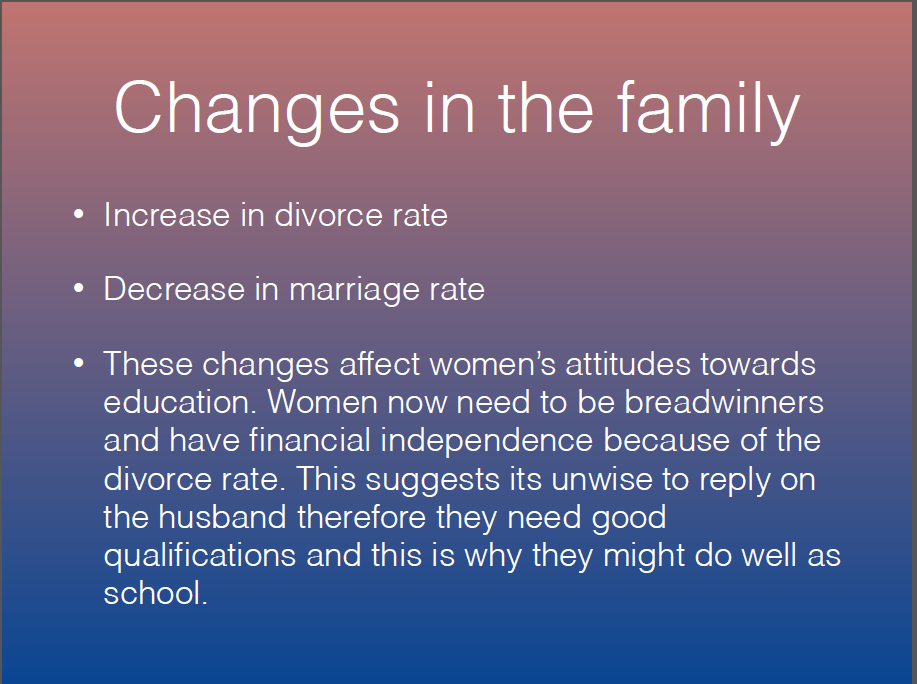 Changes in the family
• Increase in divorce rate
• Decrease in marriage rate
• These changes affect women’s attitudes towards
education. Women now need to be breadwinners
and have financial independence because of the
divorce rate. This suggests its unwise to reply on
the husband therefore they need good
qualifications and this is why they might do well as
school.